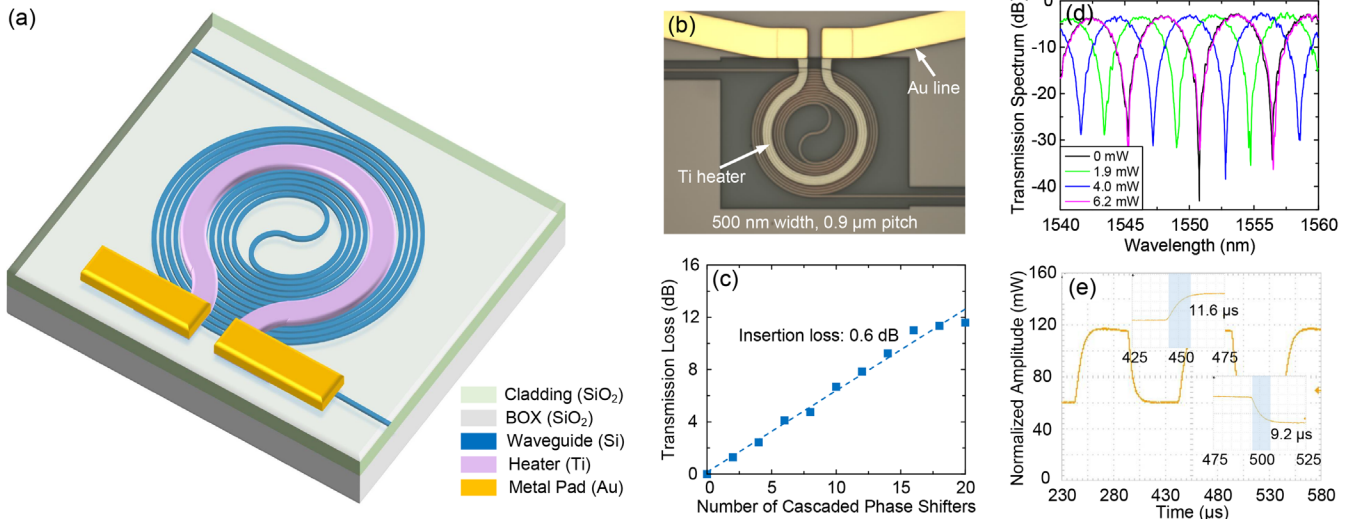 (a)
Cladding (SiO₂)
BOX (SiO₂)
Waveguide (Si)
Heater (Ti)
Metal Pad (Au)
(b)
Au line
Ti heater
500 nm width, 0.9 µm pitch
(c)
Transmission Loss (dB)
12
8
4
0
Insertion loss: 0.6 dB
0 5 10 15 20
Number of Cascaded Phase Shifters
(d)
Transmission Spectrum (dB)
0
-10
-20
-30
-40
0 mW
1.9 mW
4.0 mW
6.2 mW
1540 1545 1550 1555 1560
Wavelength (nm)
(e)
Normalized Amplitude (mW)
160
120
80
40
0
11.6 µs
425 450 475
9.2 µs
475 500 525
230 330 430 480 530 580
Time (µs)